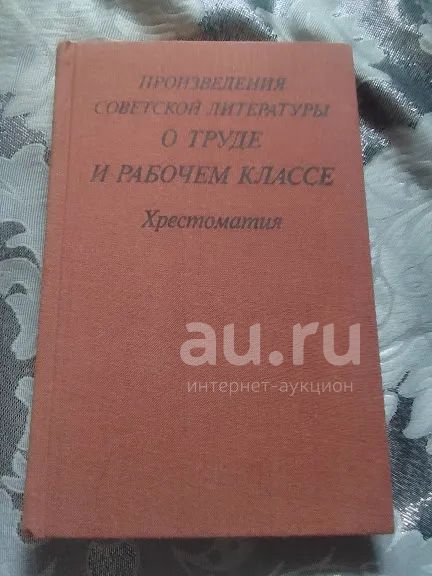 ПРОИЗВЕДЕНИЯ
СОВЕТСКОЙ ЛИТЕРАТУРЫ
О ТРУДЕ
И РАБОЧЕМ КЛАССЕ
Хрестоматия
au.ru
интернет-аукцион